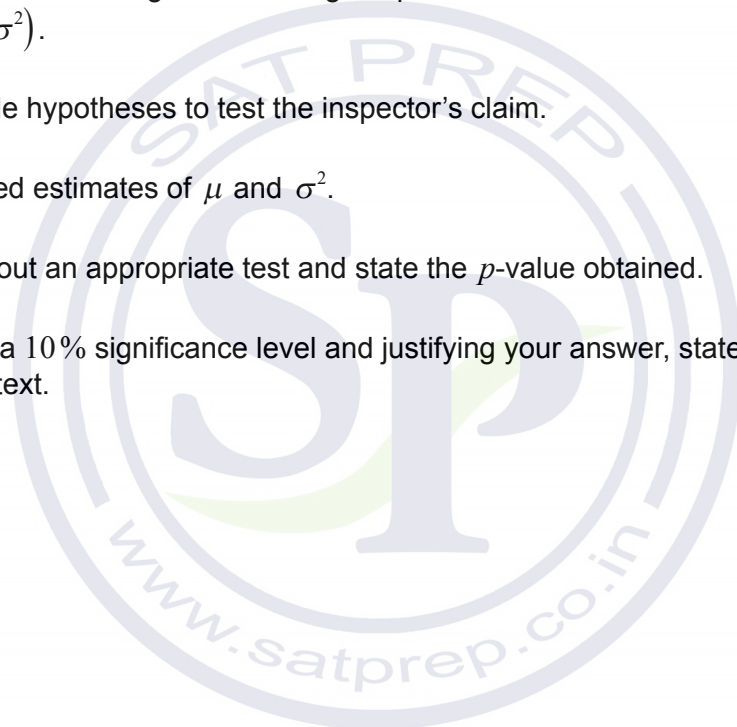 σ²).
le hypotheses to test the inspector's claim.
ed estimates of μ and σ².
out an appropriate test and state the p-value obtained.
a 10% significance level and justifying your answer, state
text.
SAT PREP
SP
www.satprep.co.in